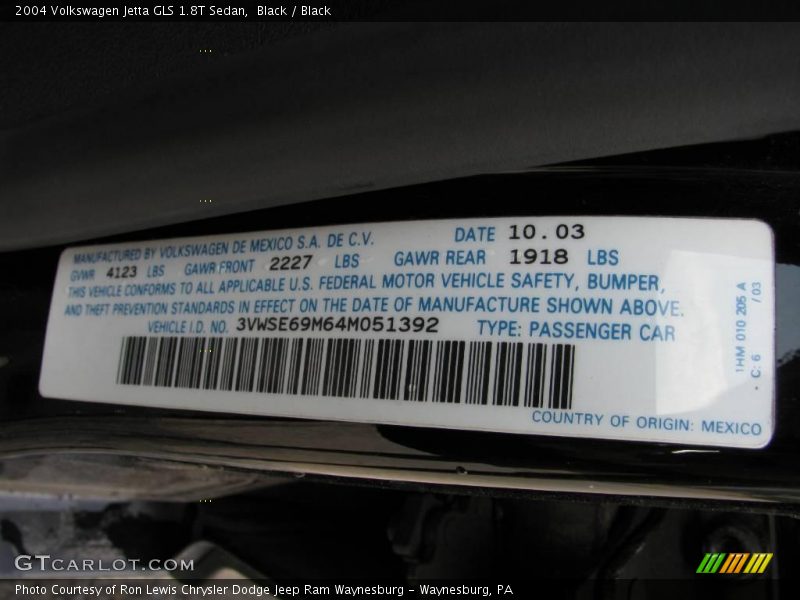 2004 Volkswagen Jetta GLS 1.8T Sedan, Black / Black
MANUFACTURED BY VOLKSWAGEN DE MEXICO S.A. DE C.V. DATE 10.03
GVWR 4123 LBS GAWR FRONT 2227 LBS GAWR REAR 1918 LBS
THIS VEHICLE CONFORMS TO ALL APPLICABLE U.S. FEDERAL MOTOR VEHICLE SAFETY, BUMPER,
AND THEFT PREVENTION STANDARDS IN EFFECT ON THE DATE OF MANUFACTURE SHOWN ABOVE.
VEHICLE I.D. NO. 3VWSE69M64M051392 TYPE: PASSENGER CAR
COUNTRY OF ORIGIN: MEXICO
1HM 010 205 A
- C: 6 /03
GTCARLOT.COM
Photo Courtesy of Ron Lewis Chrysler Dodge Jeep Ram Waynesburg - Waynesburg, PA